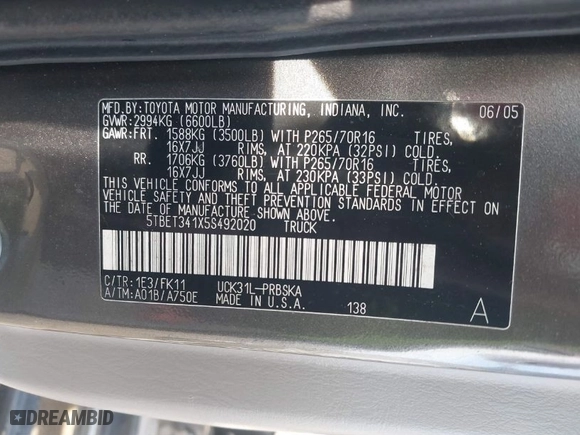 MFD.BY:TOYOTA MOTOR MANUFACTURING, INDIANA, INC. 06/05
GVWR:2994KG (6600LB)
GAWR:FRT. 1588KG (3500LB) WITH P265/70R16 TIRES,
16X7JJ RIMS, AT 220KPA (32PSI) COLD
RR. 1706KG (3760LB) WITH P265/70R16 TIRES,
16X7JJ RIMS, AT 230KPA (33PSI) COLD.
THIS VEHICLE CONFORMS TO ALL APPLICABLE FEDERAL MOTOR
VEHICLE SAFETY AND THEFT PREVENTION STANDARDS IN EFFECT ON
THE DATE OF MANUFACTURE SHOWN ABOVE.
5TBET341X5S492020 TRUCK
C/TR:1E3/FK11 UCK31L-PRBSKA
A/TM:A01B/A750E MADE IN U.S.A. 138 A
DREAMBID